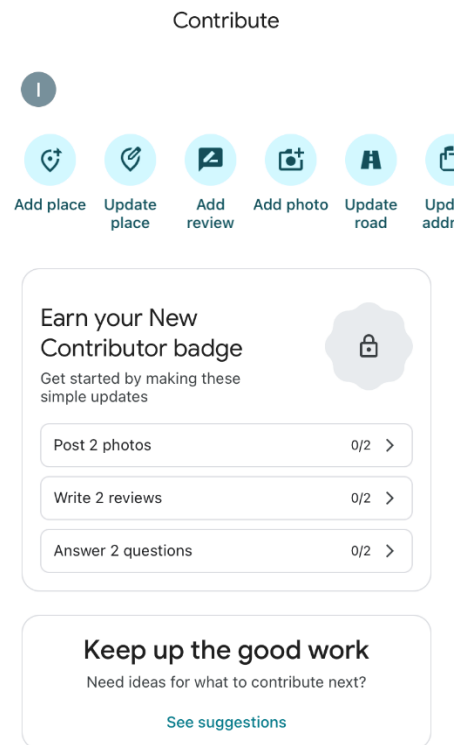 Contribute
I
Add place
Update place
Add review
Add photo
Update road
Upd
addr
Earn your New
Contributor badge
Get started by making these
simple updates
Post 2 photos 0/2
Write 2 reviews 0/2
Answer 2 questions 0/2
Keep up the good work
Need ideas for what to contribute next?
See suggestions